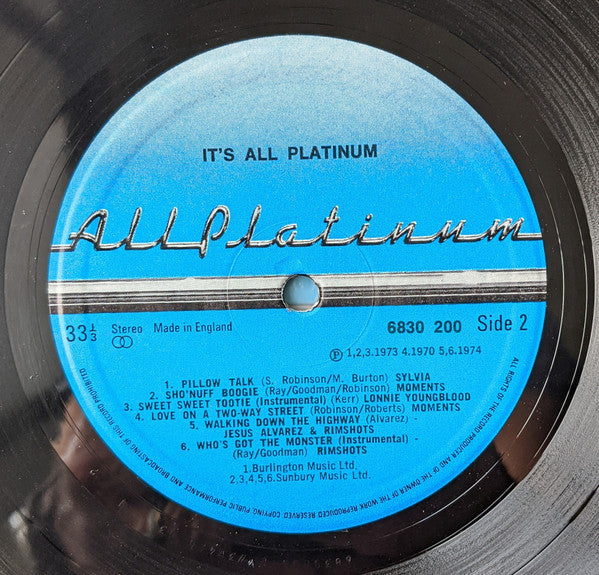 IT'S ALL PLATINUM
All Platinum
33⅓ Stereo Made in England 6830 200 Side 2
Ⓟ 1,2,3.1973 4.1970 5,6.1974
1. PILLOW TALK (S. Robinson/M. Burton) SYLVIA
2. SHO'NUFF BOOGIE (Ray/Goodman/Robinson) MOMENTS
3. SWEET SWEET TOOTIE (Instrumental) (Kerr) LONNIE YOUNGBLOOD
4. LOVE ON A TWO-WAY STREET (Robinson/Roberts) MOMENTS
5. WALKING DOWN THE HIGHWAY (Alvarez) -
JESUS ALVAREZ & RIMSHOTS
6. WHO'S GOT THE MONSTER (Instrumental) -
(Ray/Goodman) RIMSHOTS
1.Burlington Music Ltd.
2,3,4,5,6.Sunbury Music Ltd.
ALL RIGHTS OF THE RECORD PRODUCER AND OF THE OWNER OF THE WORK REPRODUCED RESERVED. COPYING, PUBLIC PERFORMANCE AND BROADCASTING OF THIS RECORD PROHIBITED